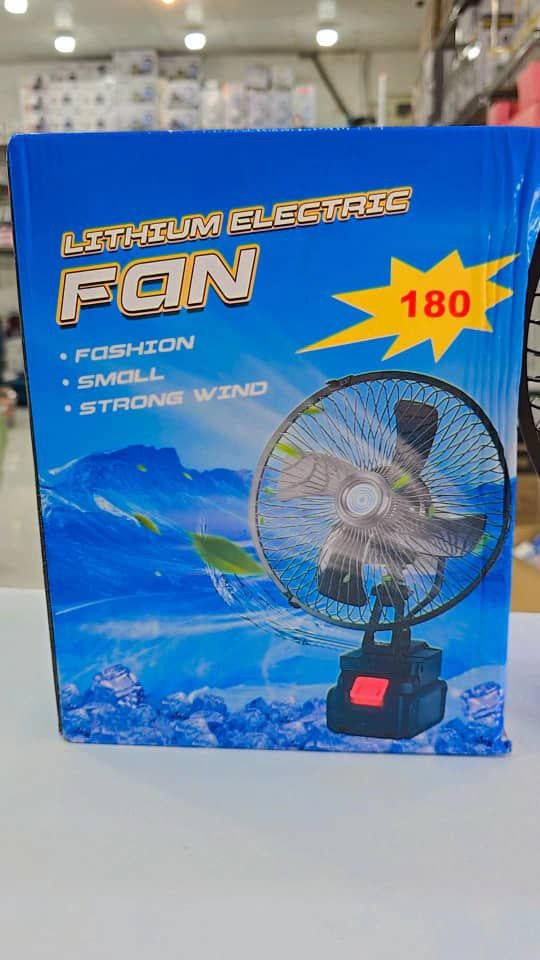 LITHIUM ELECTRIC
FAN
• FASHION
• SMALL
• STRONG WIND
180